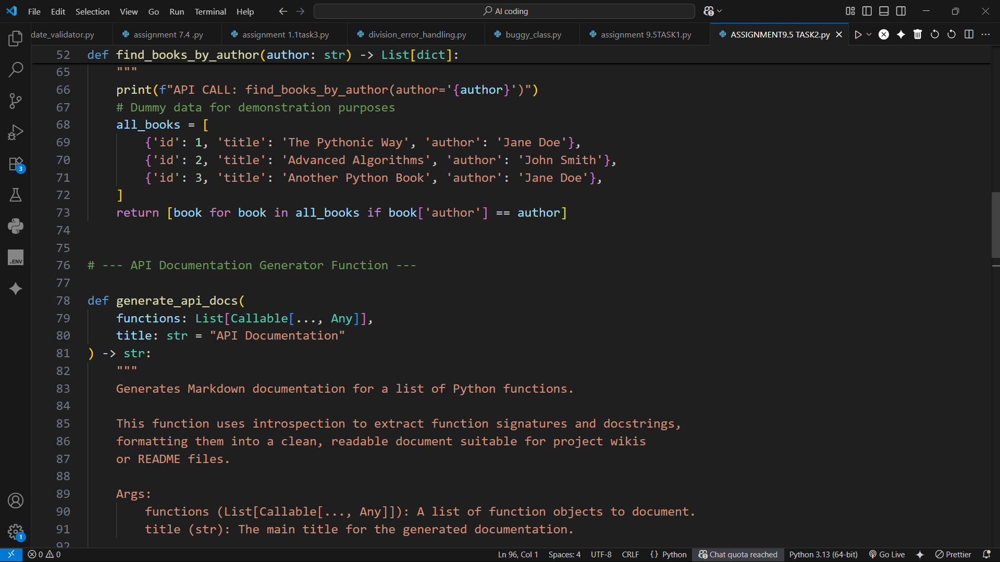 File Edit Selection View Go Run Terminal Help
AI coding
date_validator.py assignment 7.4 .py assignment 1.1task3.py division_error_handling.py buggy_class.py assignment 9.5TASK1.py ASSIGNMENT9.5 TASK2.py
52 def find_books_by_author(author: str) -> List[dict]:
65 """
66 print(f"API CALL: find_books_by_author(author='{author}')")
67 # Dummy data for demonstration purposes
68 all_books = [
69 {'id': 1, 'title': 'The Pythonic Way', 'author': 'Jane Doe'},
70 {'id': 2, 'title': 'Advanced Algorithms', 'author': 'John Smith'},
71 {'id': 3, 'title': 'Another Python Book', 'author': 'Jane Doe'},
72 ]
73 return [book for book in all_books if book['author'] == author]
74
75
76 # --- API Documentation Generator Function ---
77
78 def generate_api_docs(
79 functions: List[Callable[..., Any]],
80 title: str = "API Documentation"
81 ) -> str:
82 """
83 Generates Markdown documentation for a list of Python functions.
84
85 This function uses introspection to extract function signatures and docstrings,
86 formatting them into a clean, readable document suitable for project wikis
87 or README files.
88
89 Args:
90 functions (List[Callable[..., Any]]): A list of function objects to document.
91 title (str): The main title for the generated documentation.
92
3
.ENV
1
0 0 Ln 96, Col 1 Spaces: 4 UTF-8 CRLF {} Python Chat quota reached Python 3.13 (64-bit) Go Live Prettier